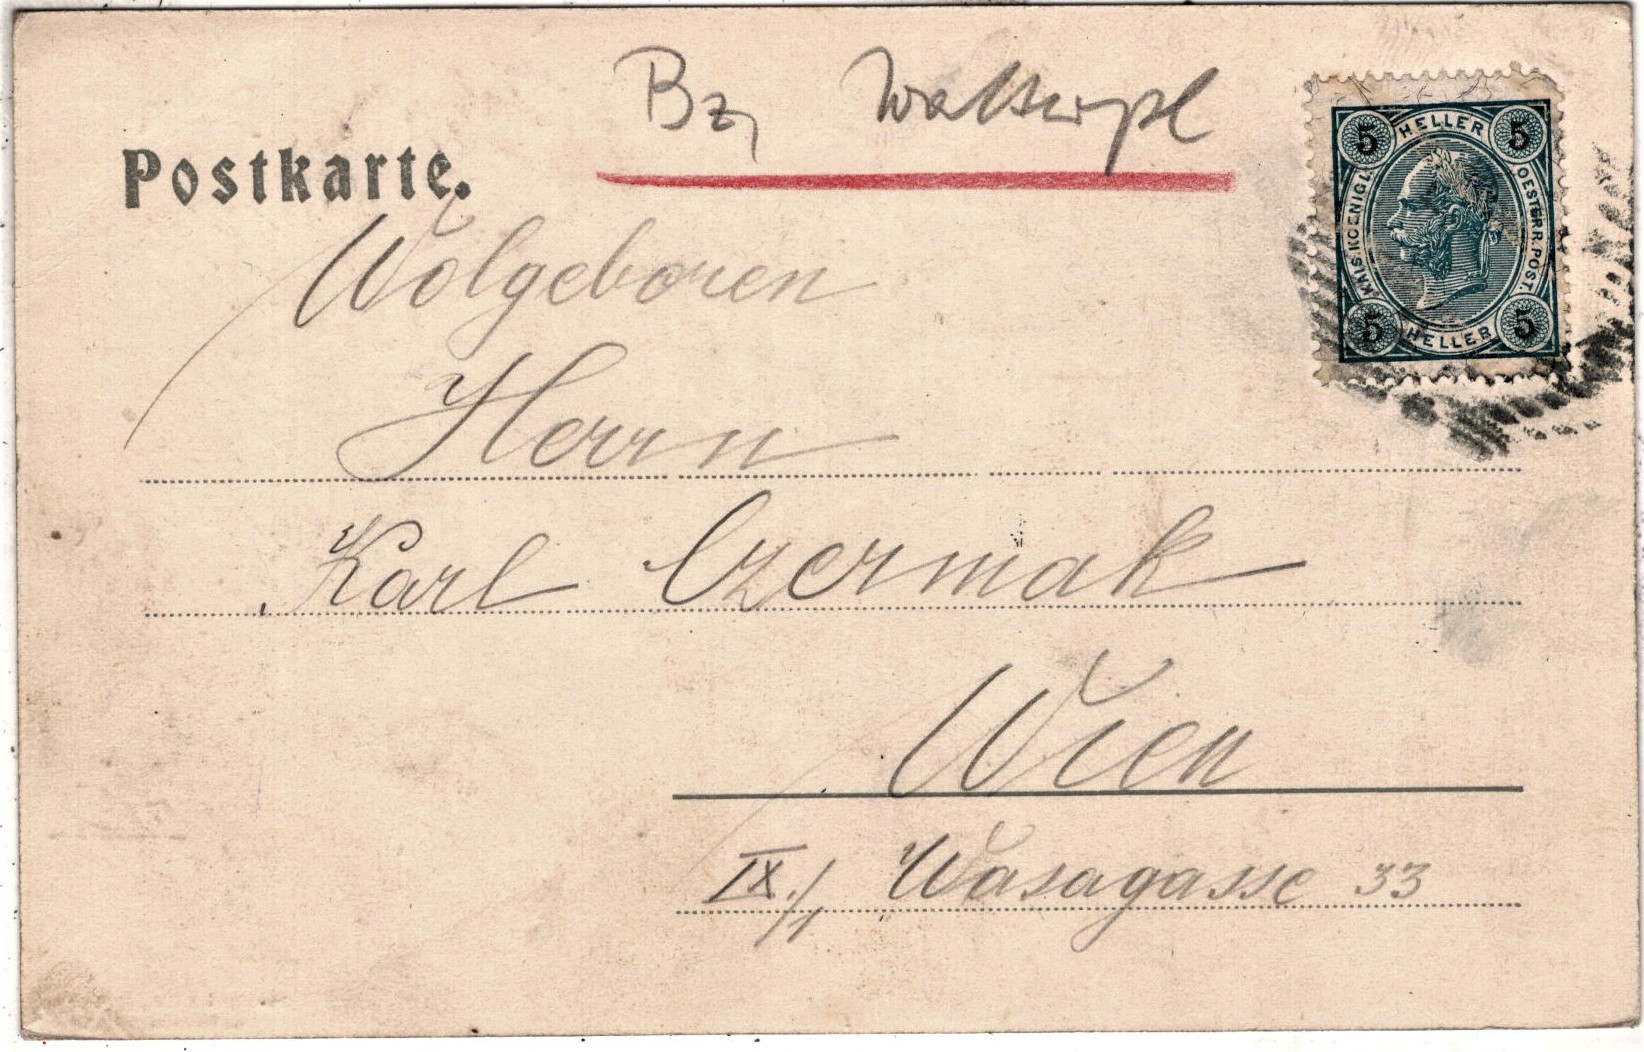 Bz, Waltherpl
Postkarte.
5 HELLER 5
KAIS. KOENIGL. OESTERR. POST.
5 HELLER 5
Wolgeboren
Herrn
Karl Czermak
Wien
IX./1 Wasagasse 33